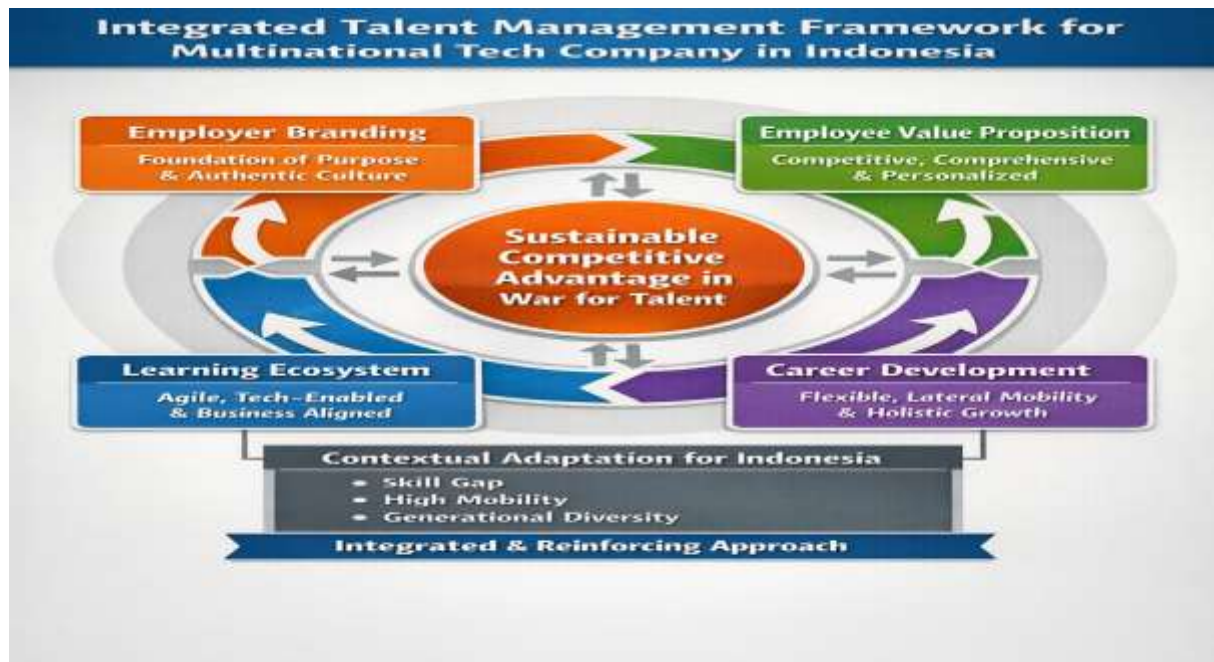 Integrated Talent Management Framework for
Multinational Tech Company in Indonesia
Employer Branding
Foundation of Purpose
& Authentic Culture
Employee Value Proposition
Competitive, Comprehensive
& Personalized
Sustainable
Competitive
Advantage in
War for Talent
Learning Ecosystem
Agile, Tech-Enabled
& Business Aligned
Career Development
Flexible, Lateral Mobility
& Holistic Growth
Contextual Adaptation for Indonesia
• Skill Gap
• High Mobility
• Generational Diversity
Integrated & Reinforcing Approach